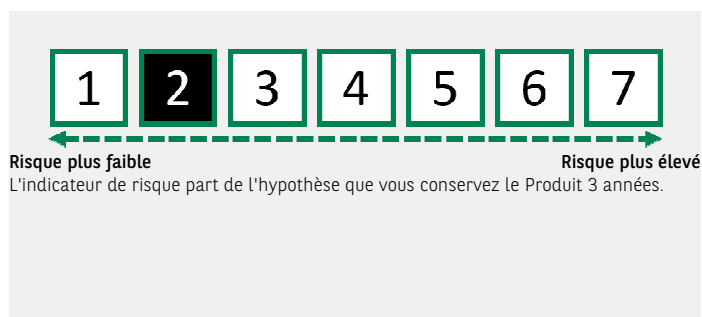 1 2 3 4 5 6 7
Risque plus faible Risque plus élevé
L'indicateur de risque part de l'hypothèse que vous conservez le Produit 3 années.